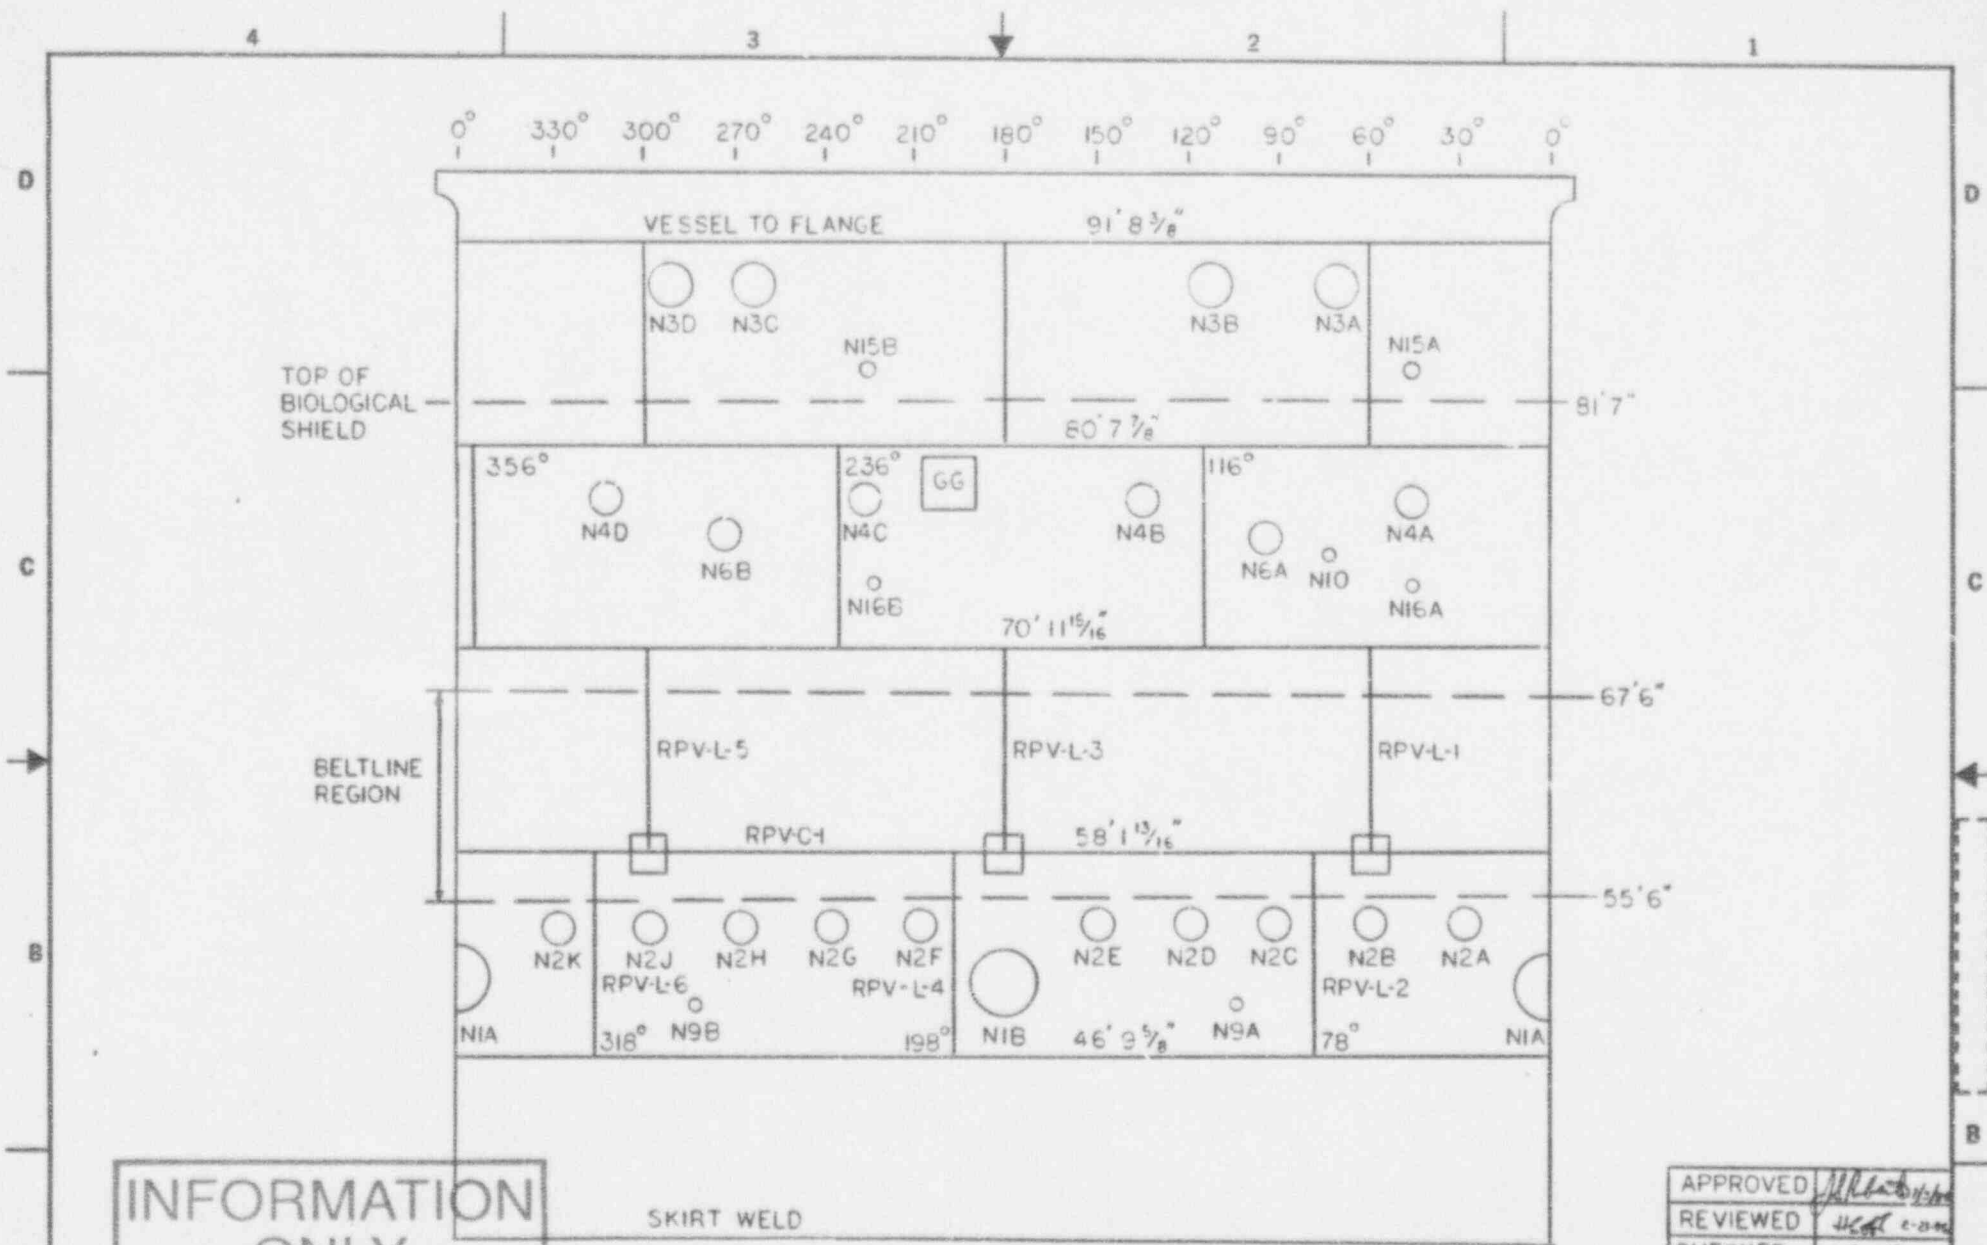 4 3 2 1
0° 330° 300° 270° 240° 210° 180° 150° 120° 90° 60° 30° 0°
D D
VESSEL TO FLANGE 91' 8 3/8"
N3D N3C N3B N3A
N15B N15A
TOP OF
BIOLOGICAL
SHIELD
81'7"
80' 7 7/8"
356° 236° GG 116°
N4D N4C N4B N4A
N6B N6A N10
N16B N16A
C C
70' 11 15/16"
67'6"
RPV-L-5 RPV-L-3 RPV-L-1
BELTLINE
REGION
RPV-C-1 58' 1 13/16"
55'6"
B
N2K N2J N2H N2G N2F N2E N2D N2C N2B N2A
RPV-L-6 RPV-L-4 RPV-L-2
N1A 318° N9B 198° N1B 46' 9 5/8" N9A 78° N1A
B
INFORMATION
ONLY
SKIRT WELD
APPROVED
REVIEWED